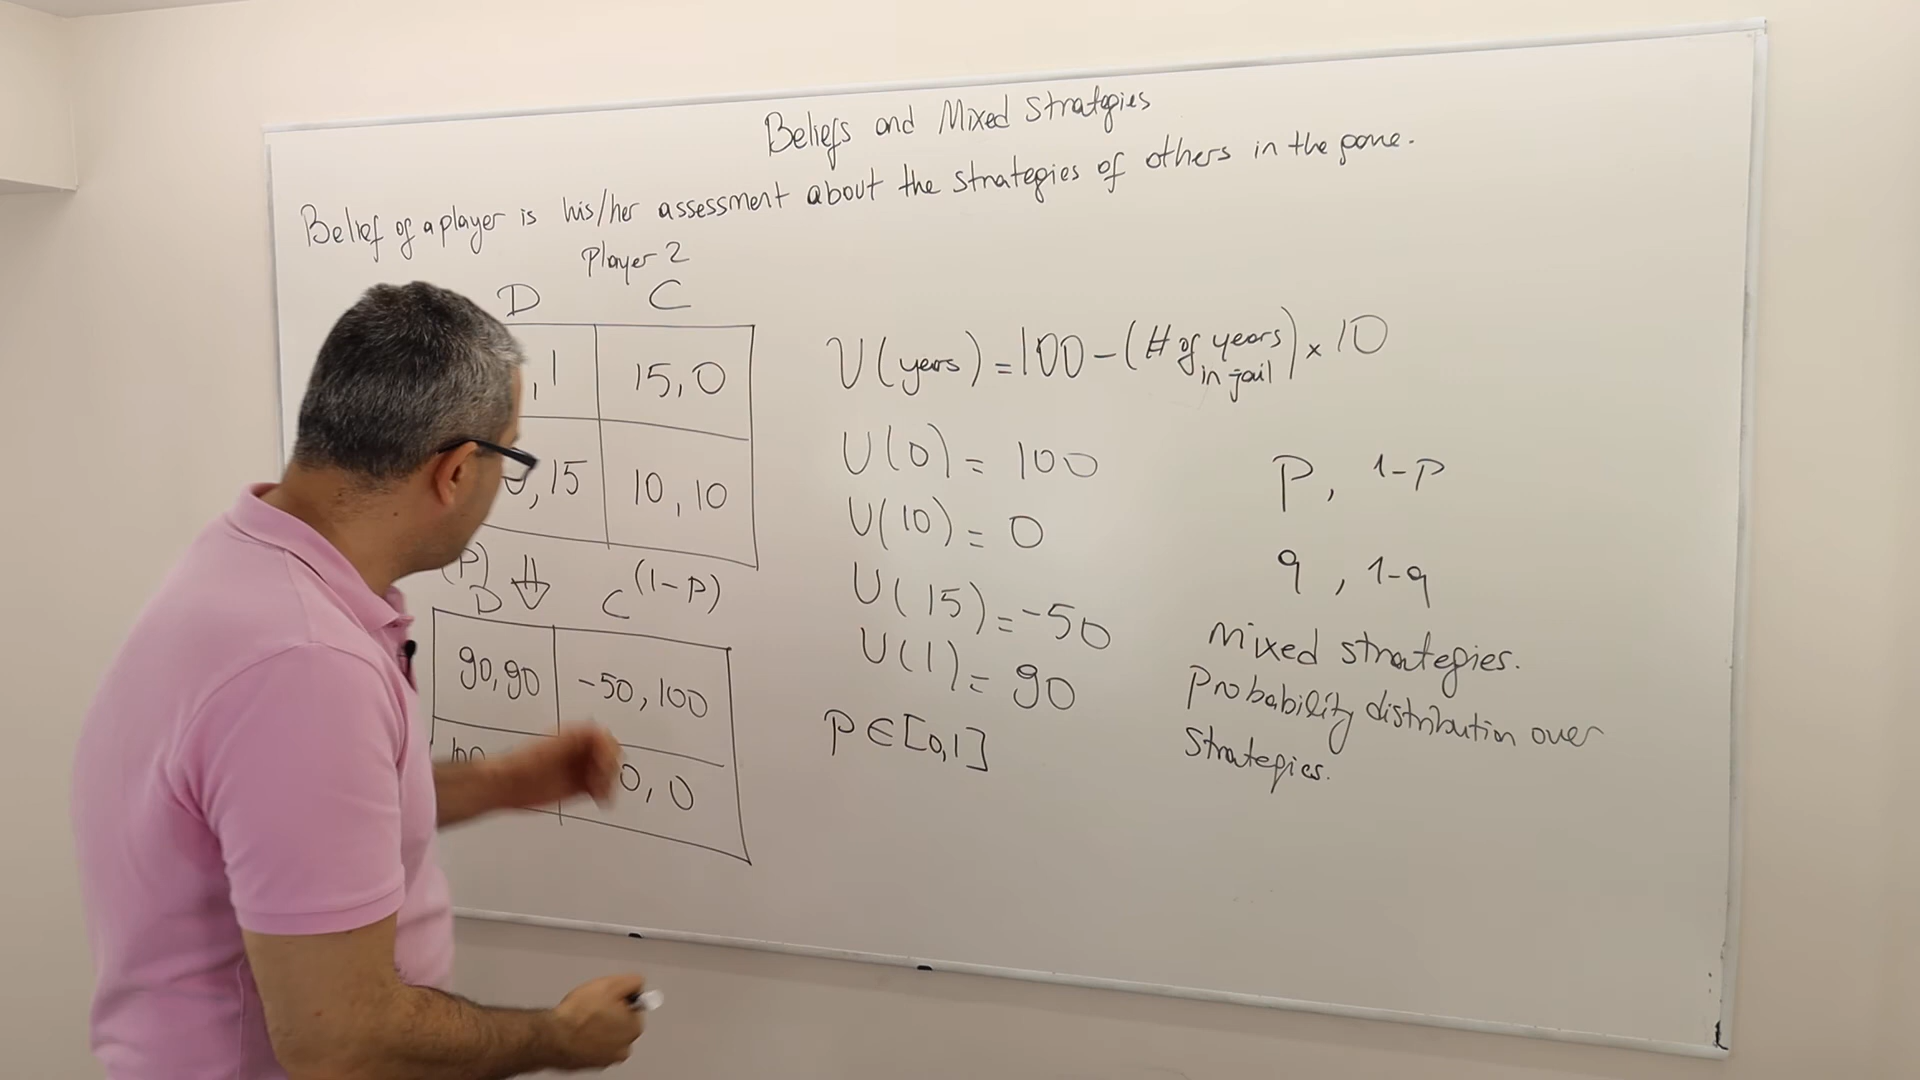 Beliefs and Mixed Strategies
Belief of a player is his/her assessment about the strategies of others in the game.
Player 2
D C
,1 15,0
,15 10,10
U(years) = 100 - (# of years in jail) × 10
U(0) = 100
U(10) = 0
U(15) = -50
U(1) = 90
P ∈ [0,1]
(P) ⇓ (1-P)
D C
90,90 -50,100
100 0,0
P, 1-P
q, 1-q
mixed strategies.
Probability distribution over
strategies.